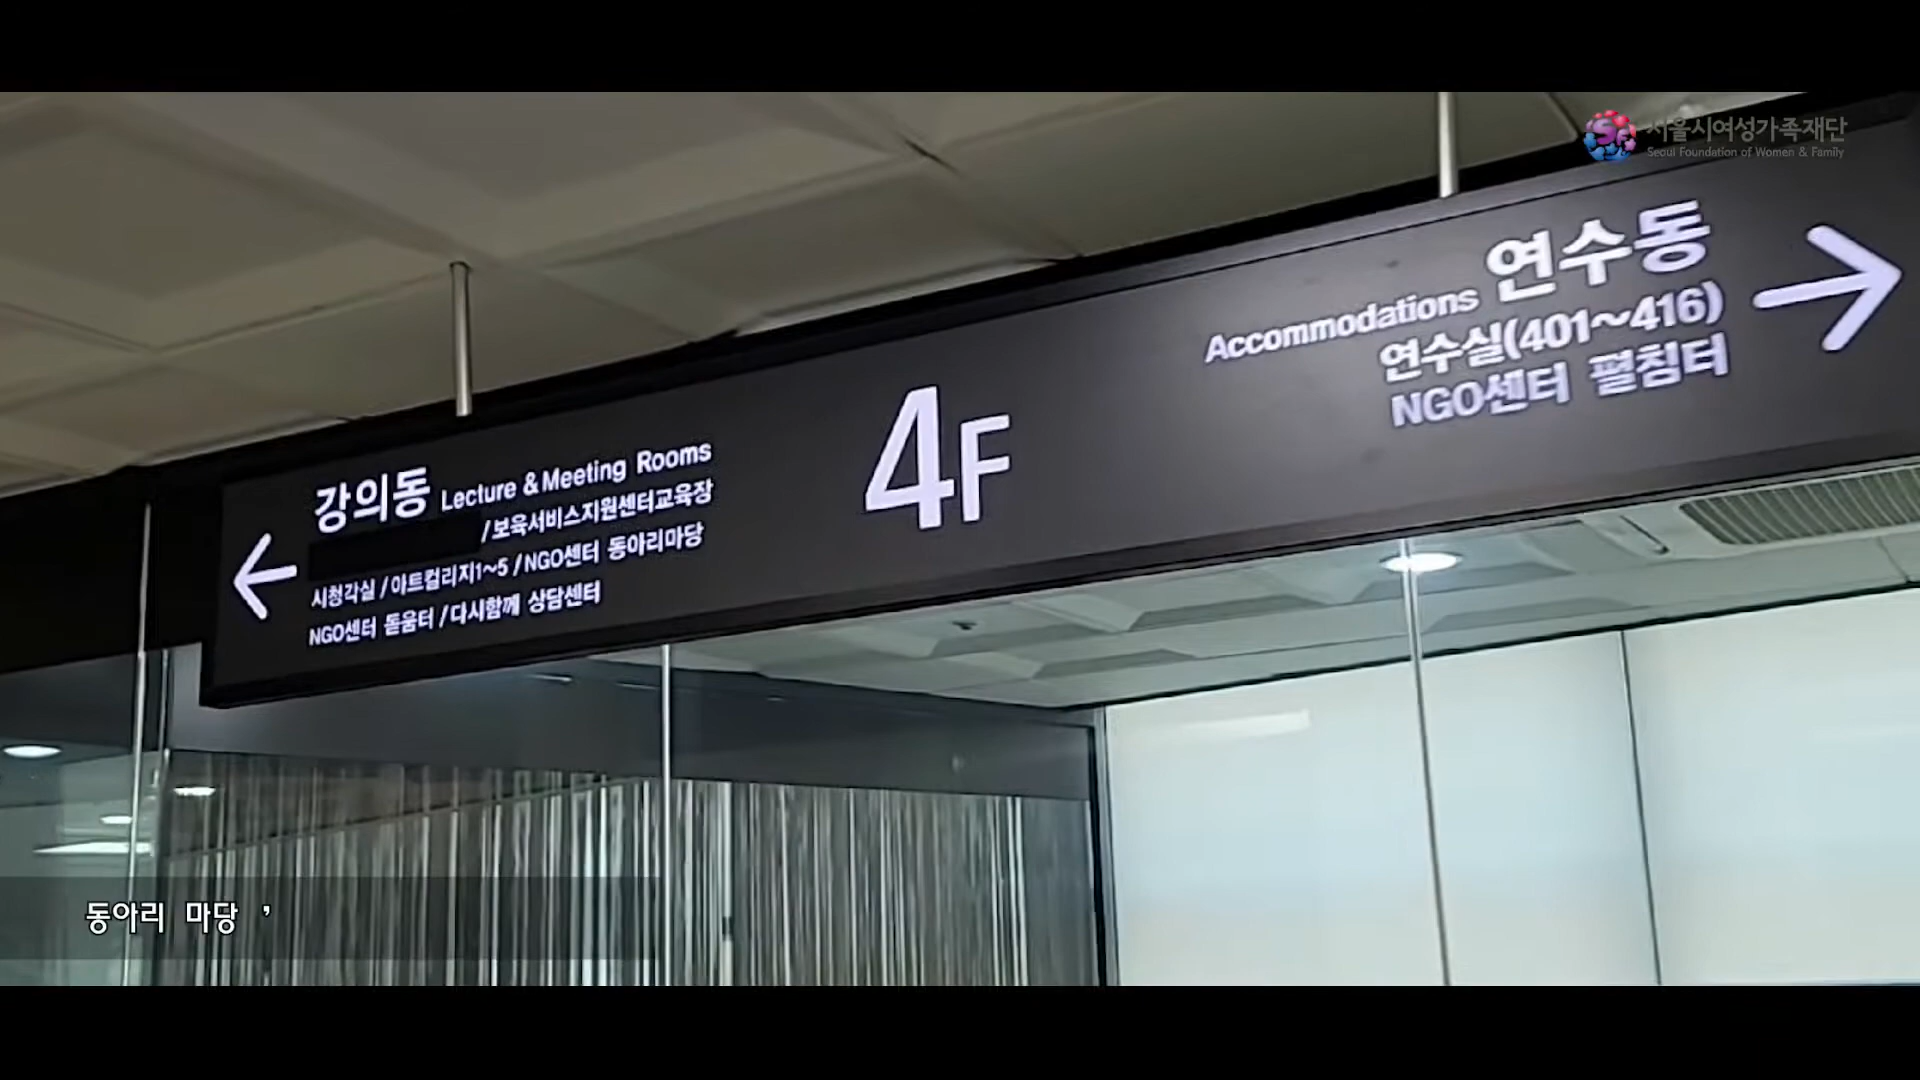 서울시여성가족재단
Seoul Foundation of Women & Family
강의동 Lecture & Meeting Rooms
/보육서비스지원센터교육장
시청각실 / 아트컬리지1~5 / NGO센터 동아리마당
NGO센터 돋움터 / 다시함께 상담센터
4F
Accommodations 연수동
연수실(401~416)
NGO센터 펼침터
동아리 마당 ’